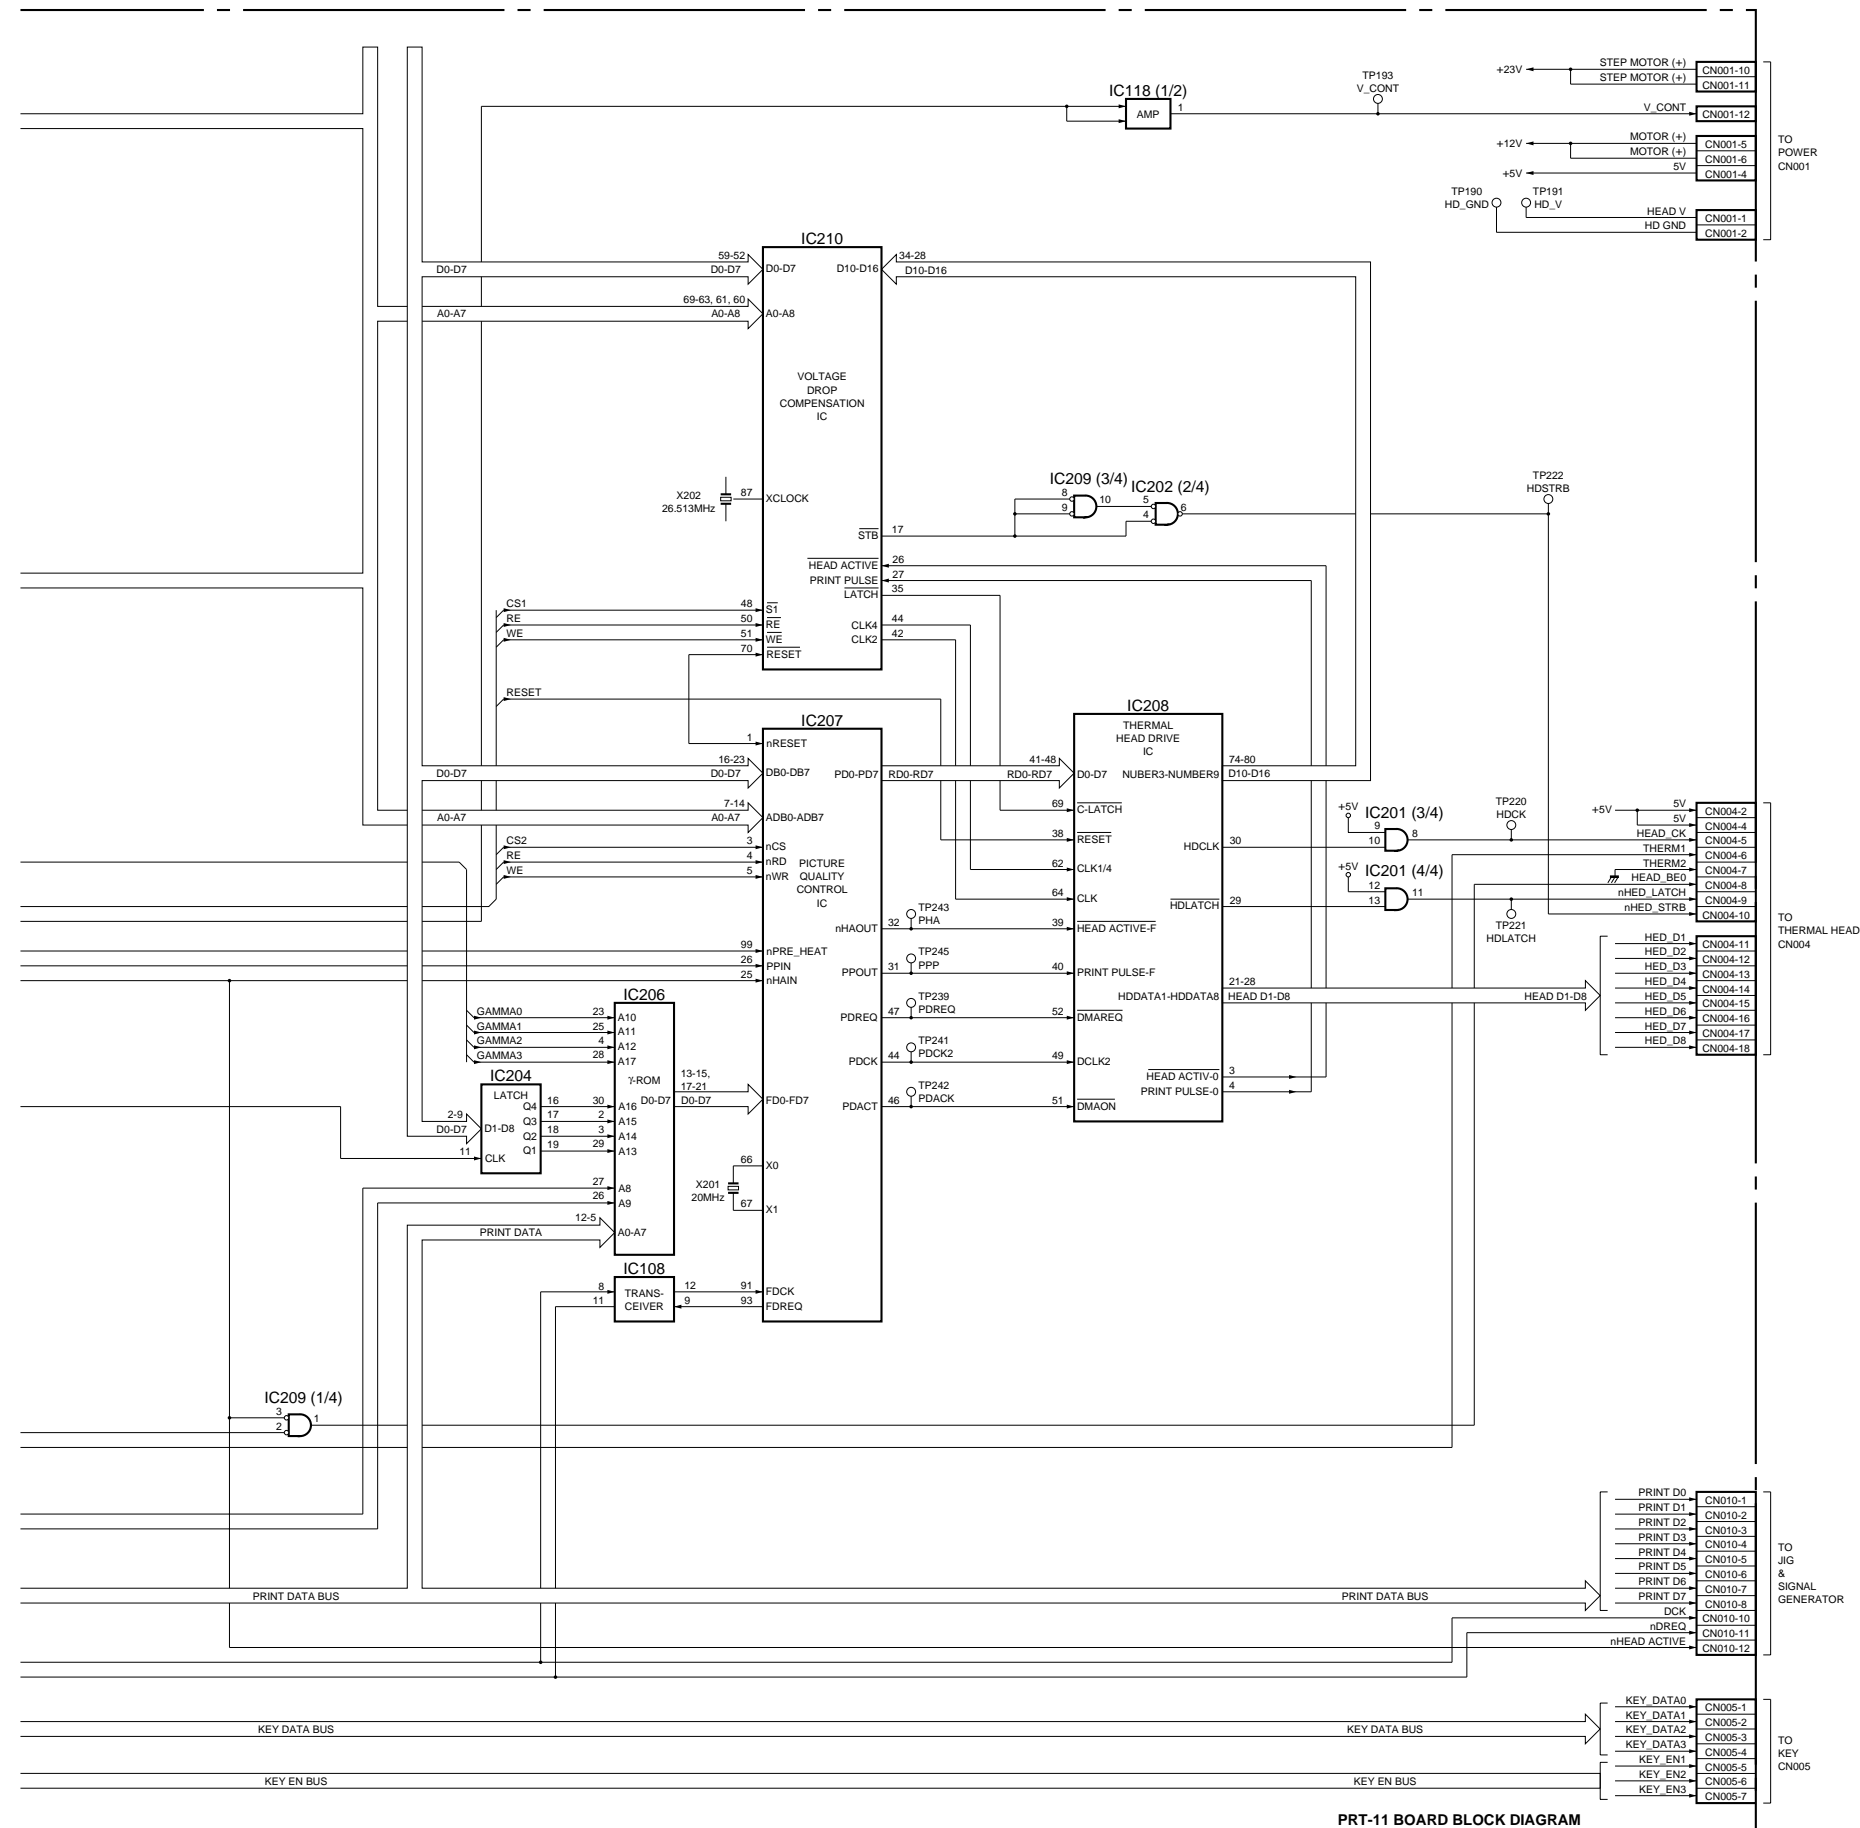 STEP MOTOR (+)
STEP MOTOR (+)
+23V
CN001-10
CN001-11
TP193
V_CONT
IC118 (1/2)
AMP
1
V_CONT
CN001-12
MOTOR (+)
MOTOR (+)
5V
+12V
+5V
CN001-5
CN001-6
CN001-4
TO
POWER
CN001
TP190
HD_GND
TP191
HD_V
HEAD V
HD GND
CN001-1
CN001-2
IC210
D0-D7
59-52
D0-D7
D0-D7
D10-D16
34-28
D10-D16
A0-A7
69-63, 61, 60
A0-A8
A0-A8
VOLTAGE
DROP
COMPENSATION
IC
X202
26.513MHz
87
XCLOCK
STB
17
IC209 (3/4)
8
9
10
IC202 (2/4)
5
4
6
TP222
HDSTRB
HEAD ACTIVE
26
PRINT PULSE
27
LATCH
35
CLK4
44
CLK2
42
CS1
48
S1
RE
50
RE
WE
51
WE
70
RESET
RESET
IC207
1
nRESET
D0-D7
16-23
D0-D7
DB0-DB7
PD0-PD7
RD0-RD7
A0-A7
7-14
A0-A7
ADB0-ADB7
CS2
3
nCS
RE
4
nRD
WE
5
nWR
PICTURE
QUALITY
CONTROL
IC
nHAOUT
32
TP243
PHA
99
nPRE_HEAT
26
PPIN
25
nHAIN
PPOUT
31
TP245
PPP
PDREQ
47
TP239
PDREQ
PDCK
44
TP241
PDCK2
PDACT
46
TP242
PDACK
FD0-FD7
66
X0
X201
20MHz
67
X1
91
FDCK
93
FDREQ
IC208
THERMAL
HEAD DRIVE
IC
41-48
RD0-RD7
D0-D7
NUBER3-NUMBER9
74-80
D10-D16
69
C-LATCH
38
RESET
62
CLK1/4
64
CLK
39
HEAD ACTIVE-F
40
PRINT PULSE-F
52
DMAREQ
49
DCLK2
51
DMAON
HDCLK
30
HDLATCH
29
HDDATA1-HDDATA8
21-28
HEAD D1-D8
HEAD D1-D8
HEAD ACTIV-0
3
PRINT PULSE-0
4
+5V
IC201 (3/4)
9
10
8
TP220
HDCK
+5V
IC201 (4/4)
12
13
11
TP221
HDLATCH
+5V
5V
5V
HEAD_CK
THERM1
THERM2
HEAD_BE0
nHED_LATCH
nHED_STRB
CN004-2
CN004-4
CN004-5
CN004-6
CN004-7
CN004-8
CN004-9
CN004-10
TO
THERMAL HEAD
CN004
HED_D1
HED_D2
HED_D3
HED_D4
HED_D5
HED_D6
HED_D7
HED_D8
CN004-11
CN004-12
CN004-13
CN004-14
CN004-15
CN004-16
CN004-17
CN004-18
IC206
GAMMA0
23
A10
GAMMA1
25
A11
GAMMA2
4
A12
GAMMA3
28
A17
γ-ROM
D0-D7
13-15,
17-21
D0-D7
IC204
LATCH
2-9
D0-D7
D1-D8
11
CLK
Q4
16
30
A16
Q3
17
2
A15
Q2
18
3
A14
Q1
19
29
A13
27
A8
26
A9
PRINT DATA
12-5
A0-A7
IC108
TRANS-
CEIVER
8
11
12
9
IC209 (1/4)
3
2
1
PRINT D0
PRINT D1
PRINT D2
PRINT D3
PRINT D4
PRINT D5
PRINT D6
PRINT D7
DCK
nDREQ
nHEAD ACTIVE
CN010-1
CN010-2
CN010-3
CN010-4
CN010-5
CN010-6
CN010-7
CN010-8
CN010-10
CN010-11
CN010-12
TO
JIG
&
SIGNAL
GENERATOR
PRINT DATA BUS
PRINT DATA BUS
KEY DATA BUS
KEY DATA BUS
KEY_DATA0
KEY_DATA1
KEY_DATA2
KEY_DATA3
KEY_EN1
KEY_EN2
KEY_EN3
CN005-1
CN005-2
CN005-3
CN005-4
CN005-5
CN005-6
CN005-7
TO
KEY
CN005
KEY EN BUS
KEY EN BUS
PRT-11 BOARD BLOCK DIAGRAM